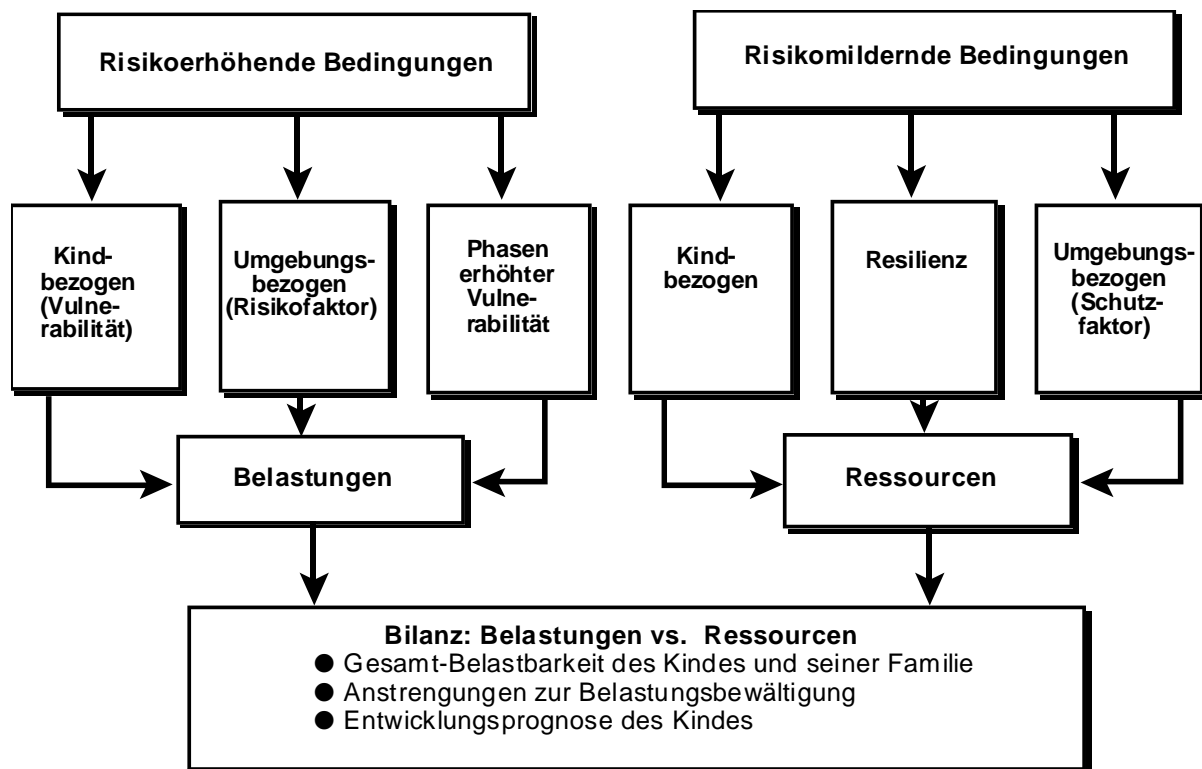 Risikoerhöhende Bedingungen
Risikomildernde Bedingungen
Kind-
bezogen
(Vulne-
rabilität)
Umgebungs-
bezogen
(Risikofaktor)
Phasen
erhöhter
Vulne-
rabilität
Kind-
bezogen
Resilienz
Umgebungs-
bezogen
(Schutz-
faktor)
Belastungen
Ressourcen
Bilanz: Belastungen vs. Ressourcen
● Gesamt-Belastbarkeit des Kindes und seiner Familie
● Anstrengungen zur Belastungsbewältigung
● Entwicklungsprognose des Kindes